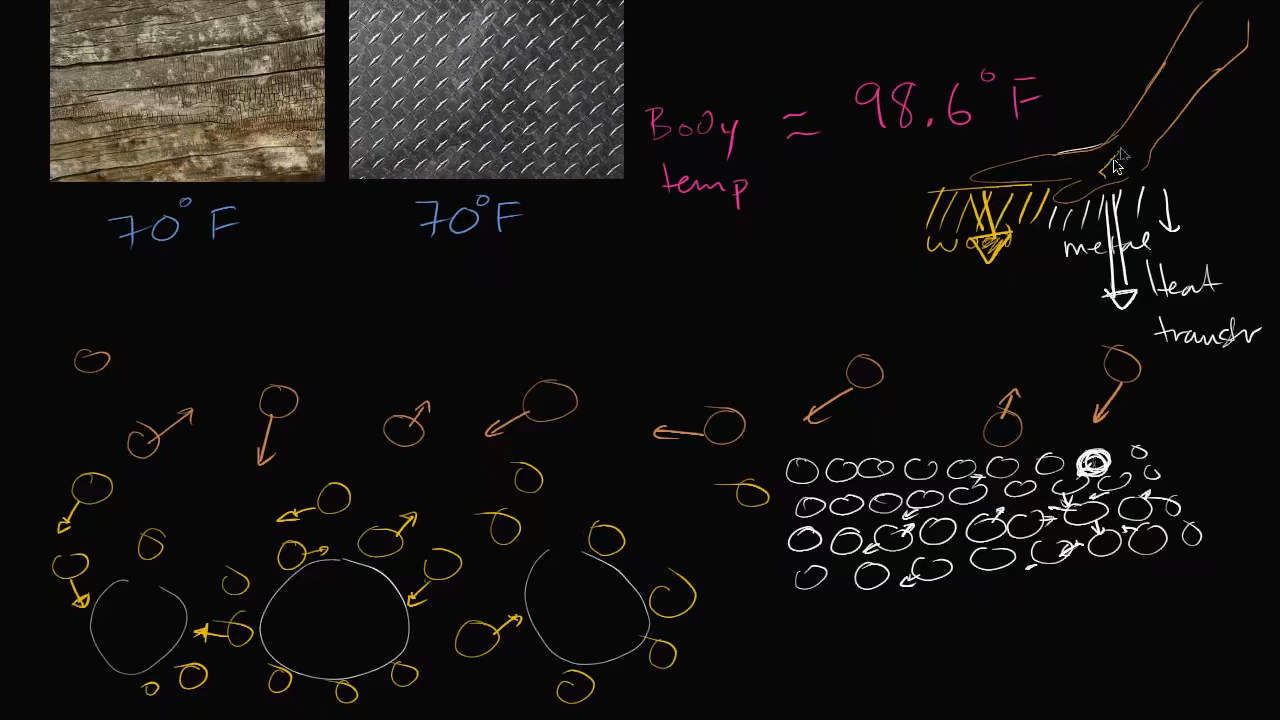 70°F
70°F
Body temp ≈ 98.6°F
wood
metal
Heat
transfr